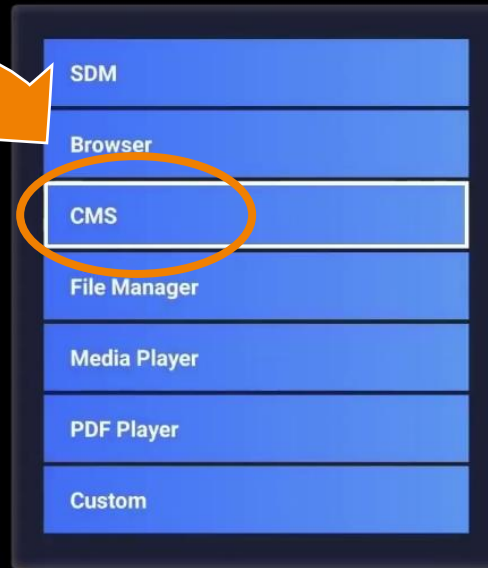 SDM
Browser
CMS
File Manager
Media Player
PDF Player
Custom